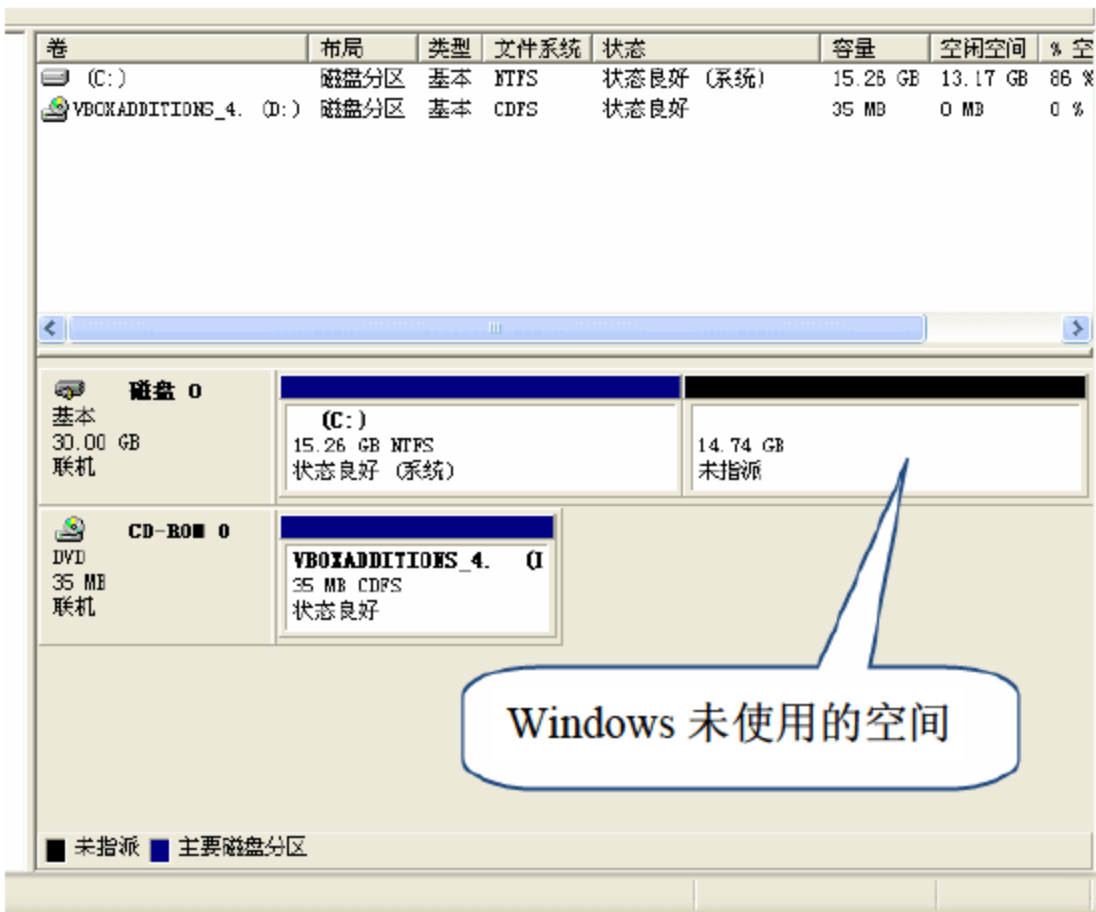 卷 布局 类型 文件系统 状态 容量 空闲空间 % 空
(C:) 磁盘分区 基本 NTFS 状态良好 (系统) 15.26 GB 13.17 GB 86 %
VBOXADDITIONS_4. (D:) 磁盘分区 基本 CDFS 状态良好 35 MB 0 MB 0 %
磁盘 0
基本
30.00 GB
联机
(C:)
15.26 GB NTFS
状态良好 (系统)
14.74 GB
未指派
CD-ROM 0
DVD
35 MB
联机
VBOXADDITIONS_4. (I
35 MB CDFS
状态良好
Windows 未使用的空间
未指派 主要磁盘分区